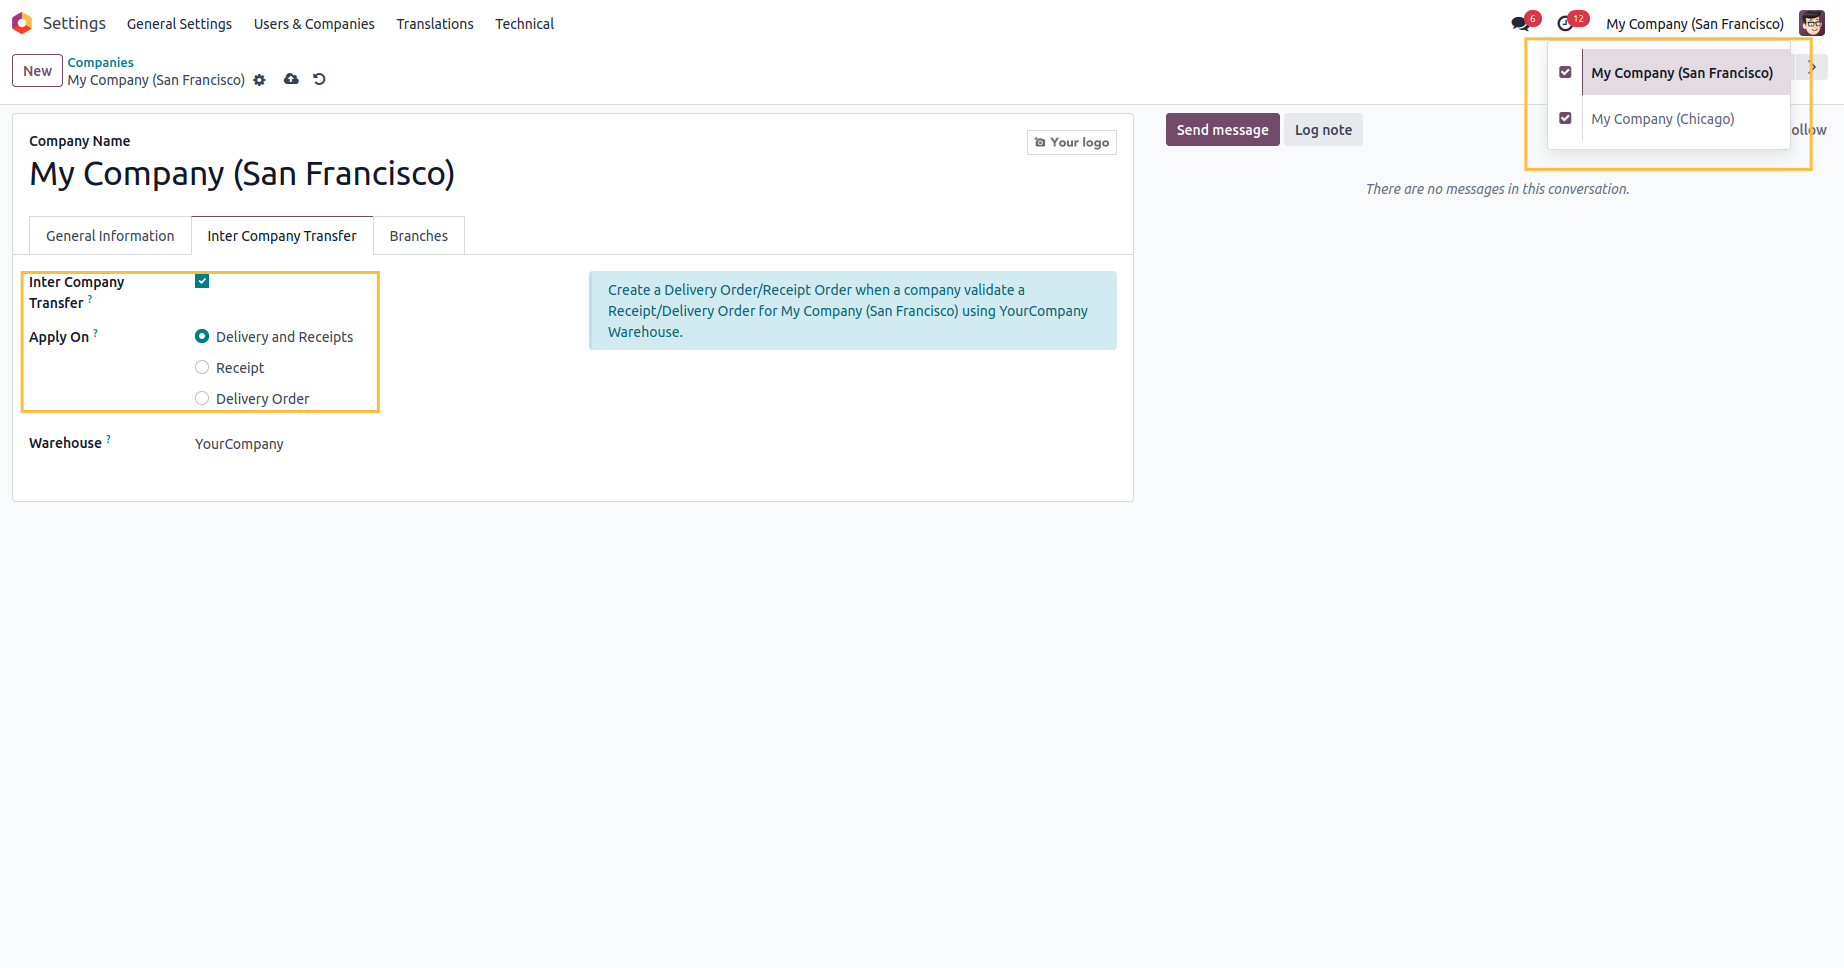 Settings General Settings Users & Companies Translations Technical 6 12 My Company (San Francisco)
New Companies
My Company (San Francisco)
My Company (San Francisco)
My Company (Chicago)
Company Name
Your logo
My Company (San Francisco)
Send message Log note ollow
There are no messages in this conversation.
General Information Inter Company Transfer Branches
Inter Company
Transfer ?
Apply On ?
Delivery and Receipts
Receipt
Delivery Order
Warehouse ? YourCompany
Create a Delivery Order/Receipt Order when a company validate a
Receipt/Delivery Order for My Company (San Francisco) using YourCompany
Warehouse.